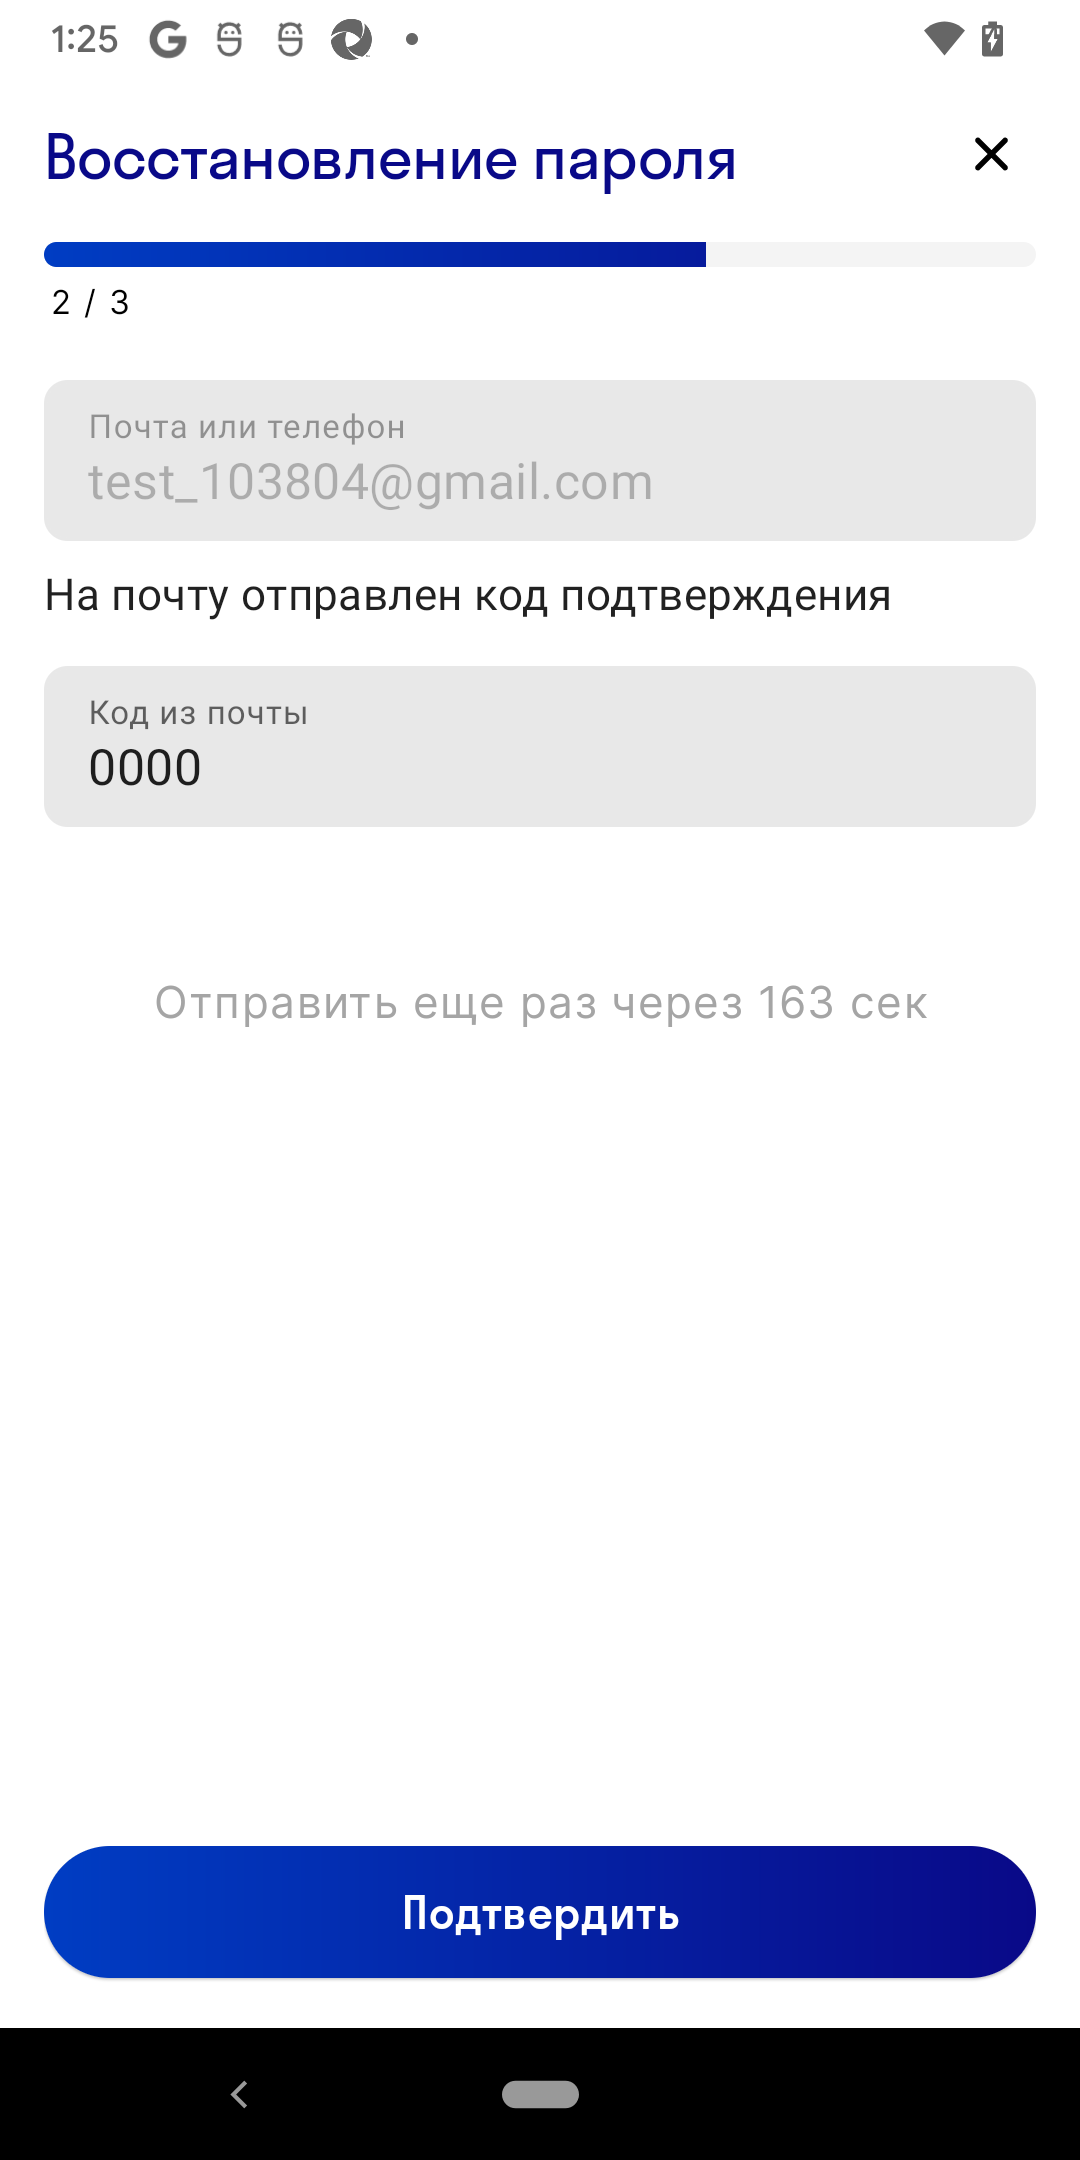 1:25
Восстановление пароля
2 / 3
Почта или телефон
test_103804@gmail.com
На почту отправлен код подтверждения
Код из почты
0000
Отправить еще раз через 163 сек
Подтвердить